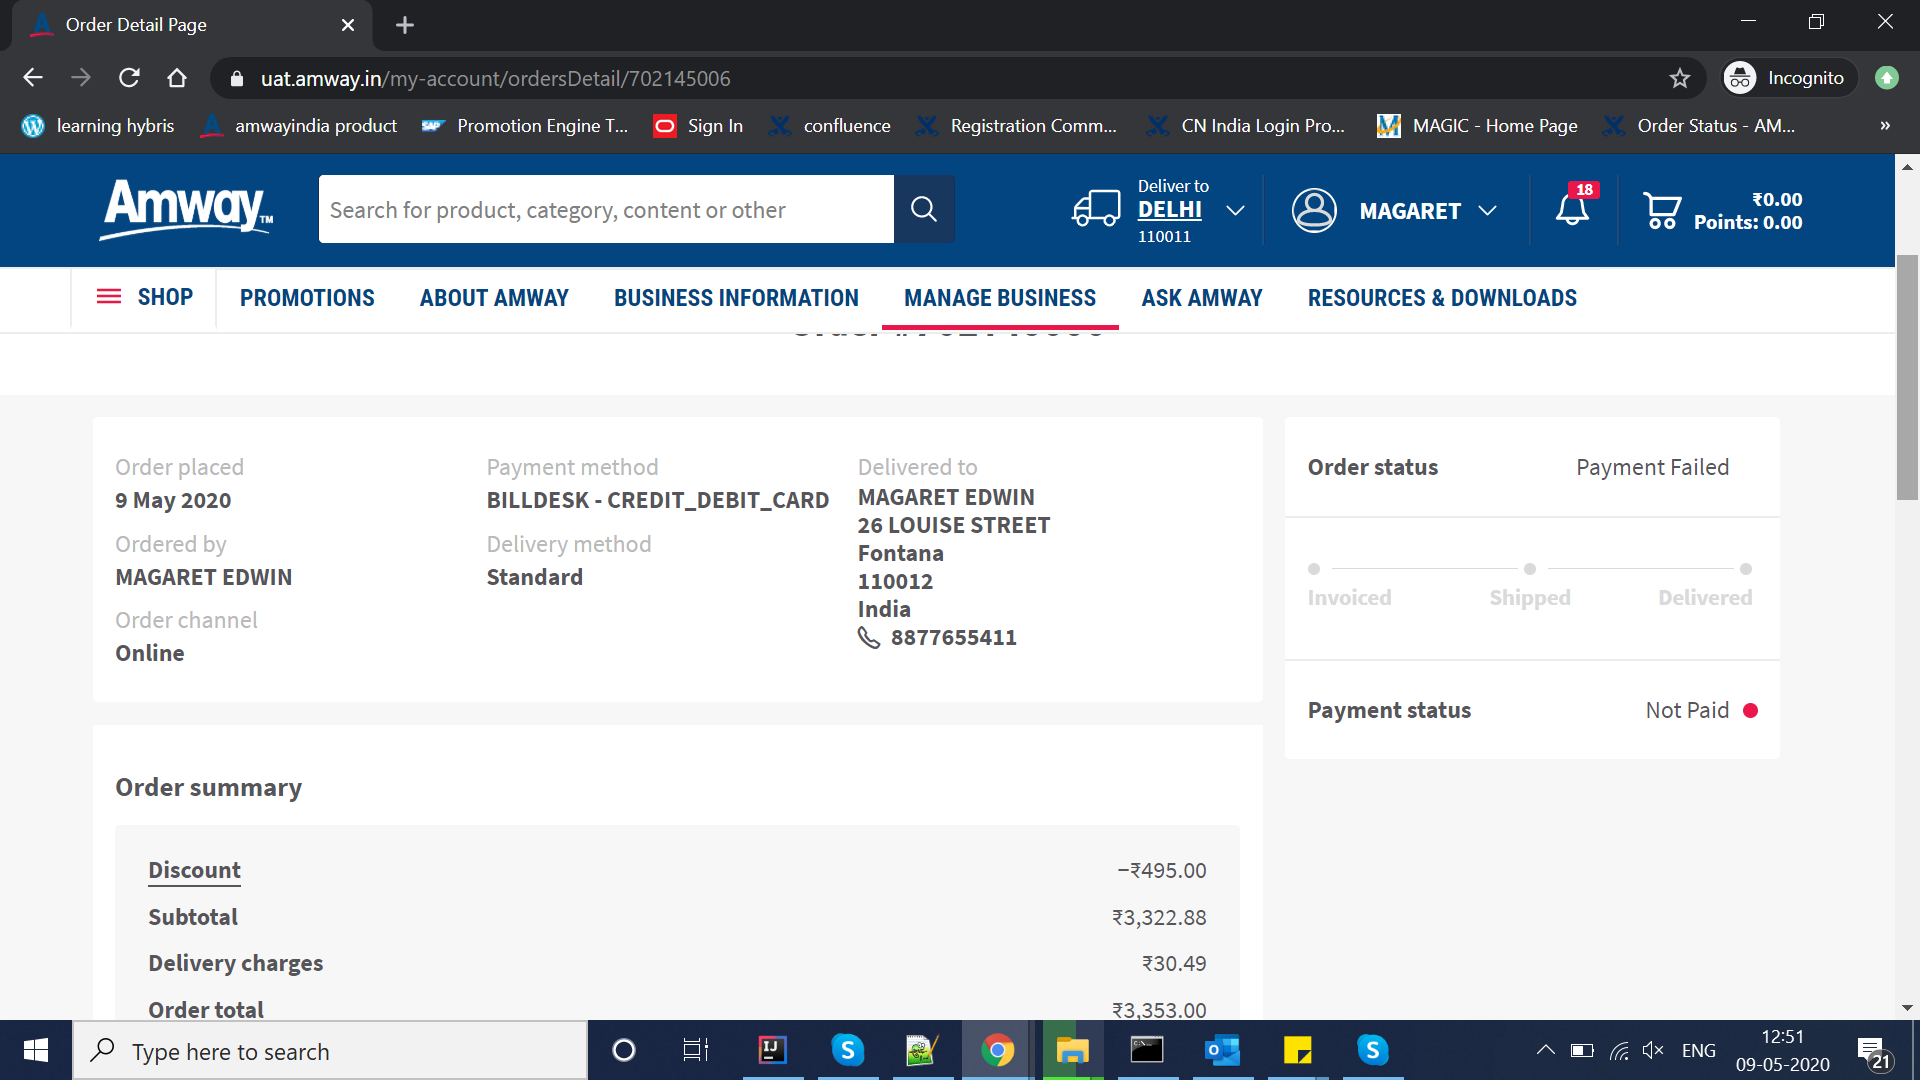 Order Detail Page
uat.amway.in/my-account/ordersDetail/702145006
Incognito
learning hybris
amwayindia product
Promotion Engine T...
Sign In
confluence
Registration Comm...
CN India Login Pro...
MAGIC - Home Page
Order Status - AM...
»
Amway™
Search for product, category, content or other
Deliver to
DELHI
110011
MAGARET
18
₹0.00
Points: 0.00
SHOP
PROMOTIONS
ABOUT AMWAY
BUSINESS INFORMATION
MANAGE BUSINESS
ASK AMWAY
RESOURCES & DOWNLOADS
Order placed
9 May 2020
Ordered by
MAGARET EDWIN
Order channel
Online
Payment method
BILLDESK - CREDIT_DEBIT_CARD
Delivery method
Standard
Delivered to
MAGARET EDWIN
26 LOUISE STREET
Fontana
110012
India
8877655411
Order status
Payment Failed
Invoiced
Shipped
Delivered
Payment status
Not Paid
Order summary
Discount −₹495.00
Subtotal ₹3,322.88
Delivery charges ₹30.49
Order total ₹3,353.00
Type here to search
ENG
12:51
09-05-2020
21